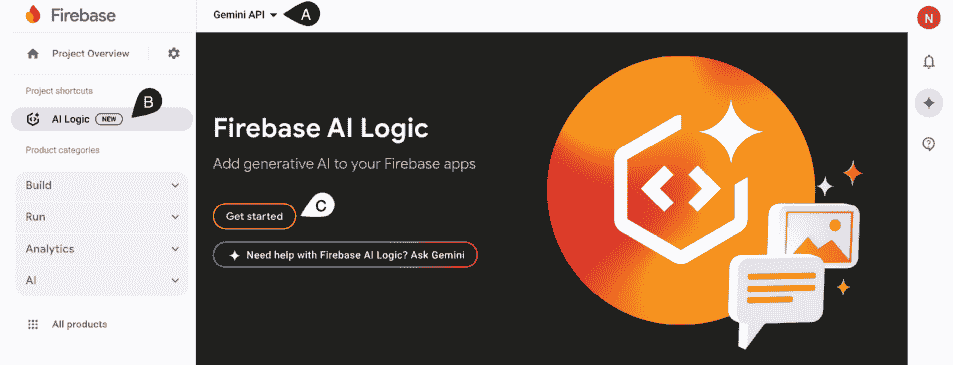 Firebase
Gemini API
A
N
Project Overview
Project shortcuts
AI Logic NEW
B
Product categories
Build
Run
Analytics
AI
All products
Firebase AI Logic
Add generative AI to your Firebase apps
Get started
C
Need help with Firebase AI Logic? Ask Gemini